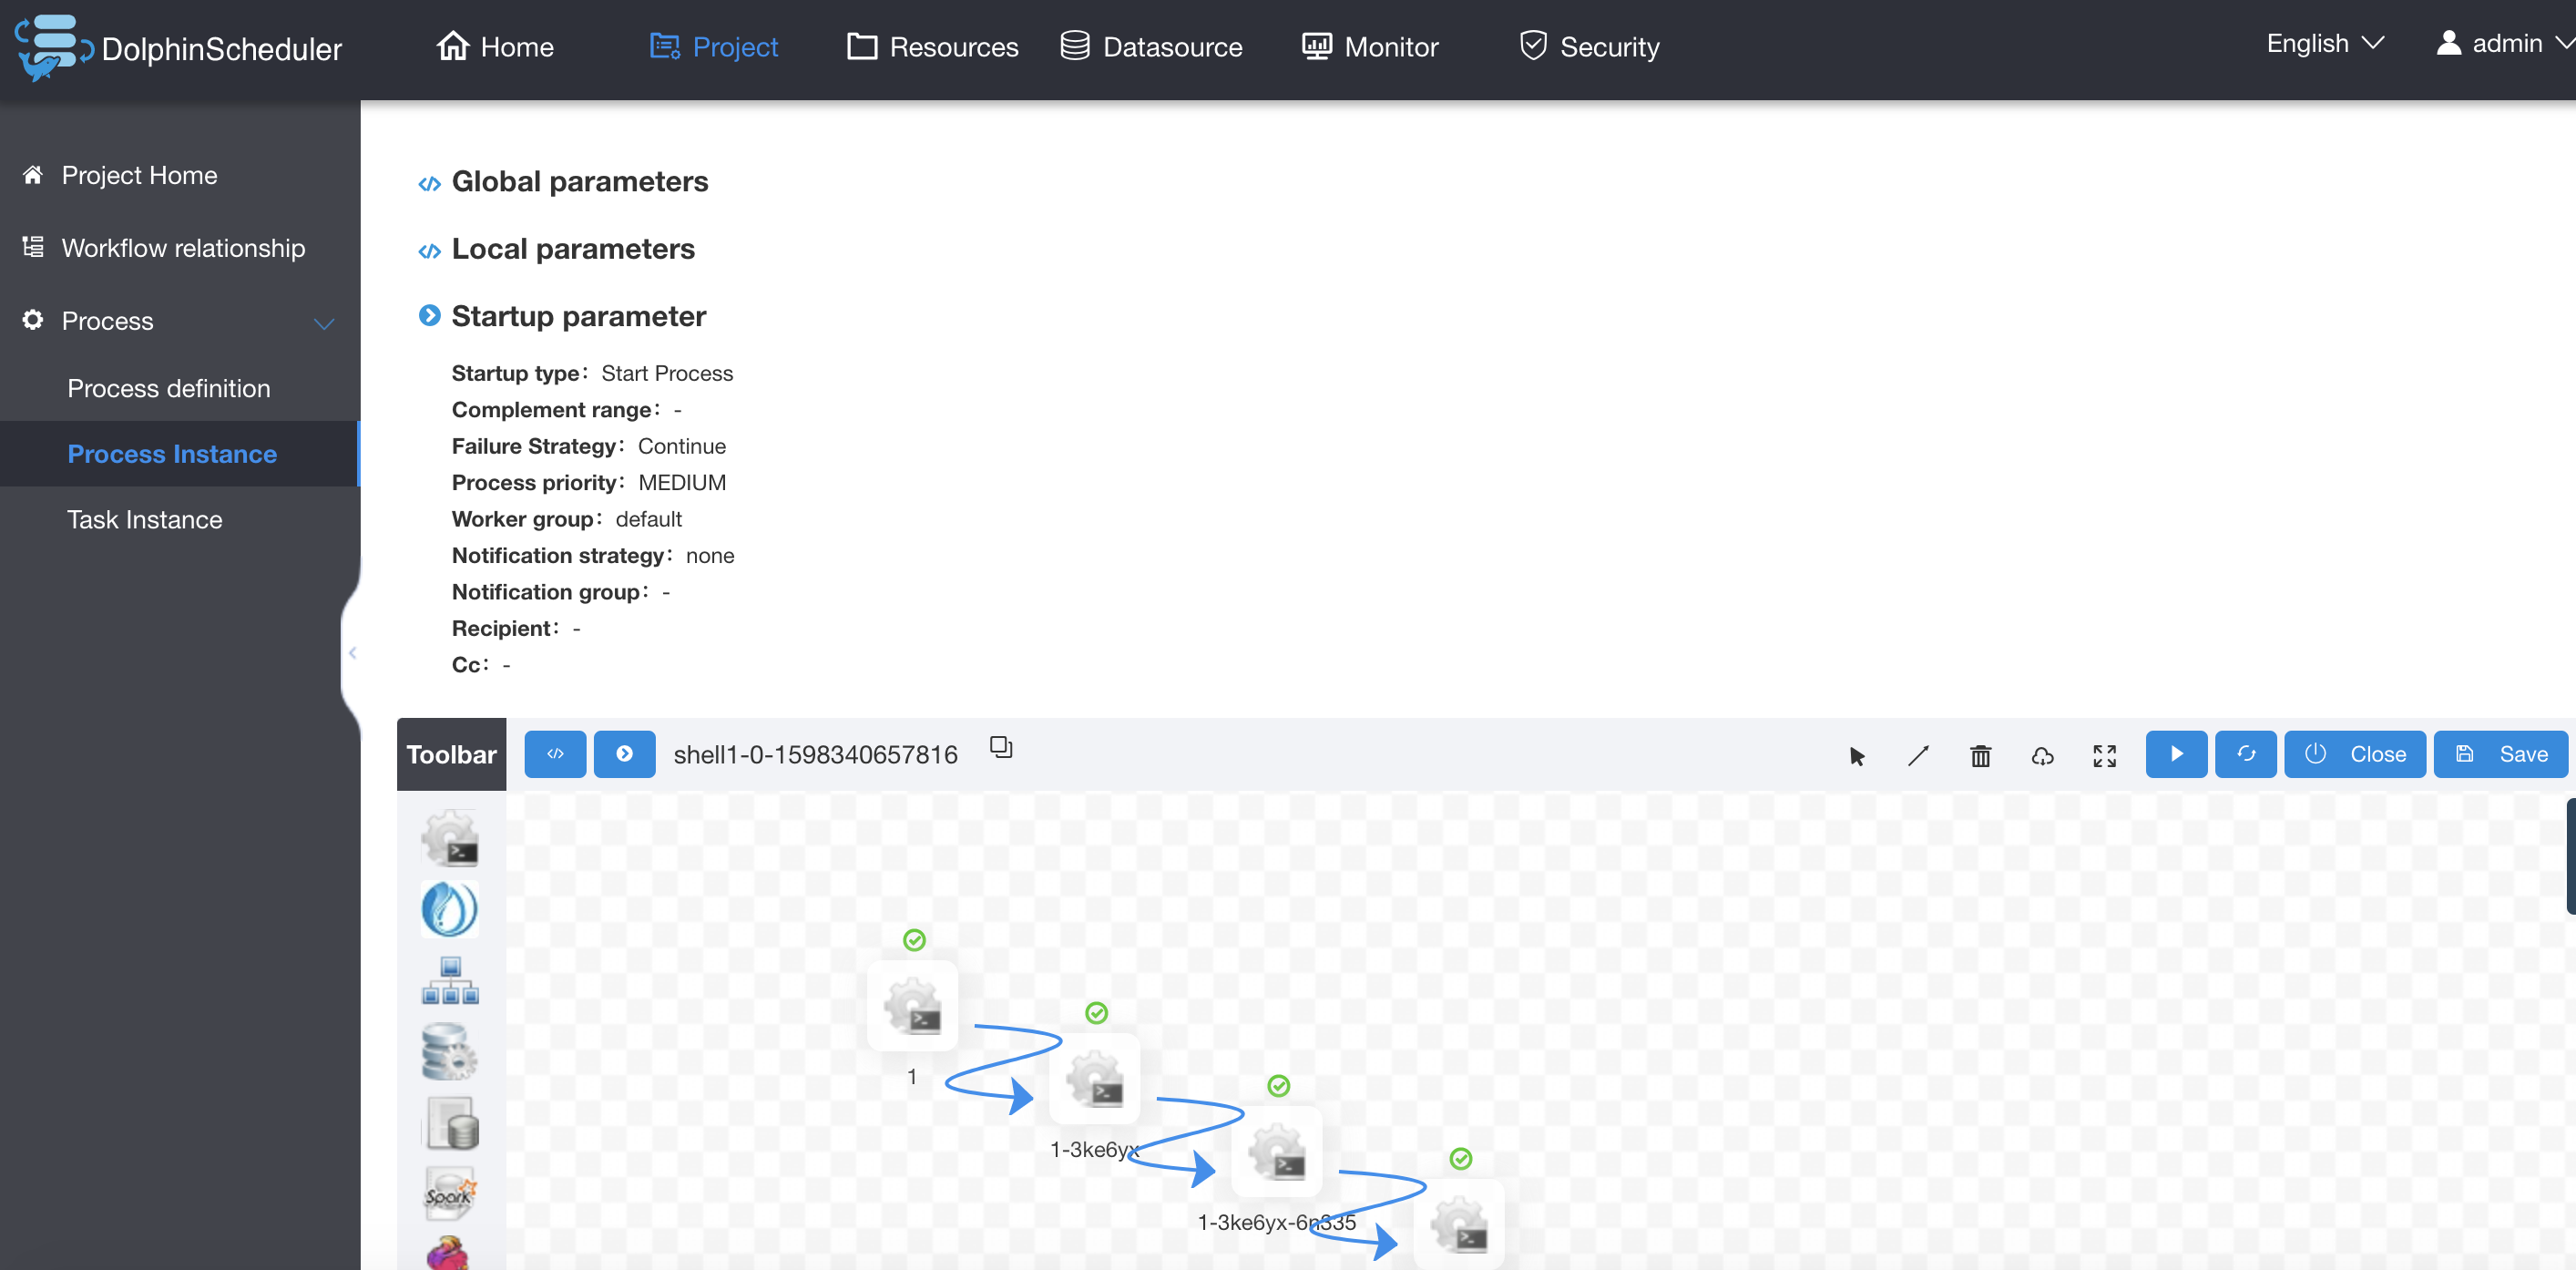 DolphinScheduler
Home
Project
Resources
Datasource
Monitor
Security
English
admin
Project Home
Workflow relationship
Process
Process definition
Process Instance
Task Instance
Global parameters
Local parameters
Startup parameter
Startup type： Start Process
Complement range： -
Failure Strategy： Continue
Process priority： MEDIUM
Worker group： default
Notification strategy： none
Notification group： -
Recipient： -
Cc： -
Toolbar
shell1-0-1598340657816
Close
Save
Spark
1
1-3ke6yx
1-3ke6yx-6n335